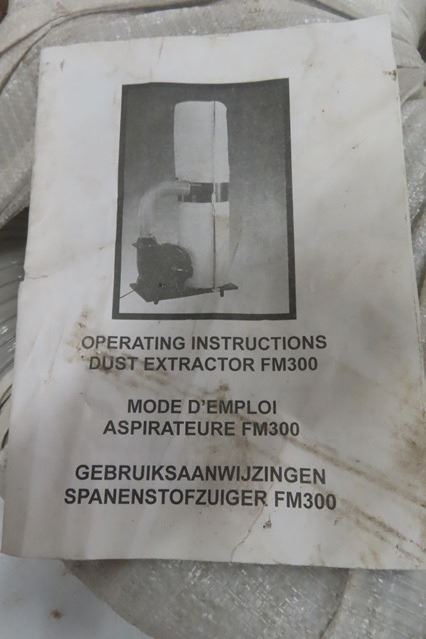 OPERATING INSTRUCTIONS
DUST EXTRACTOR FM300
MODE D'EMPLOI
ASPIRATEURE FM300
GEBRUIKSAANWIJZINGEN
SPANENSTOFZUIGER FM300